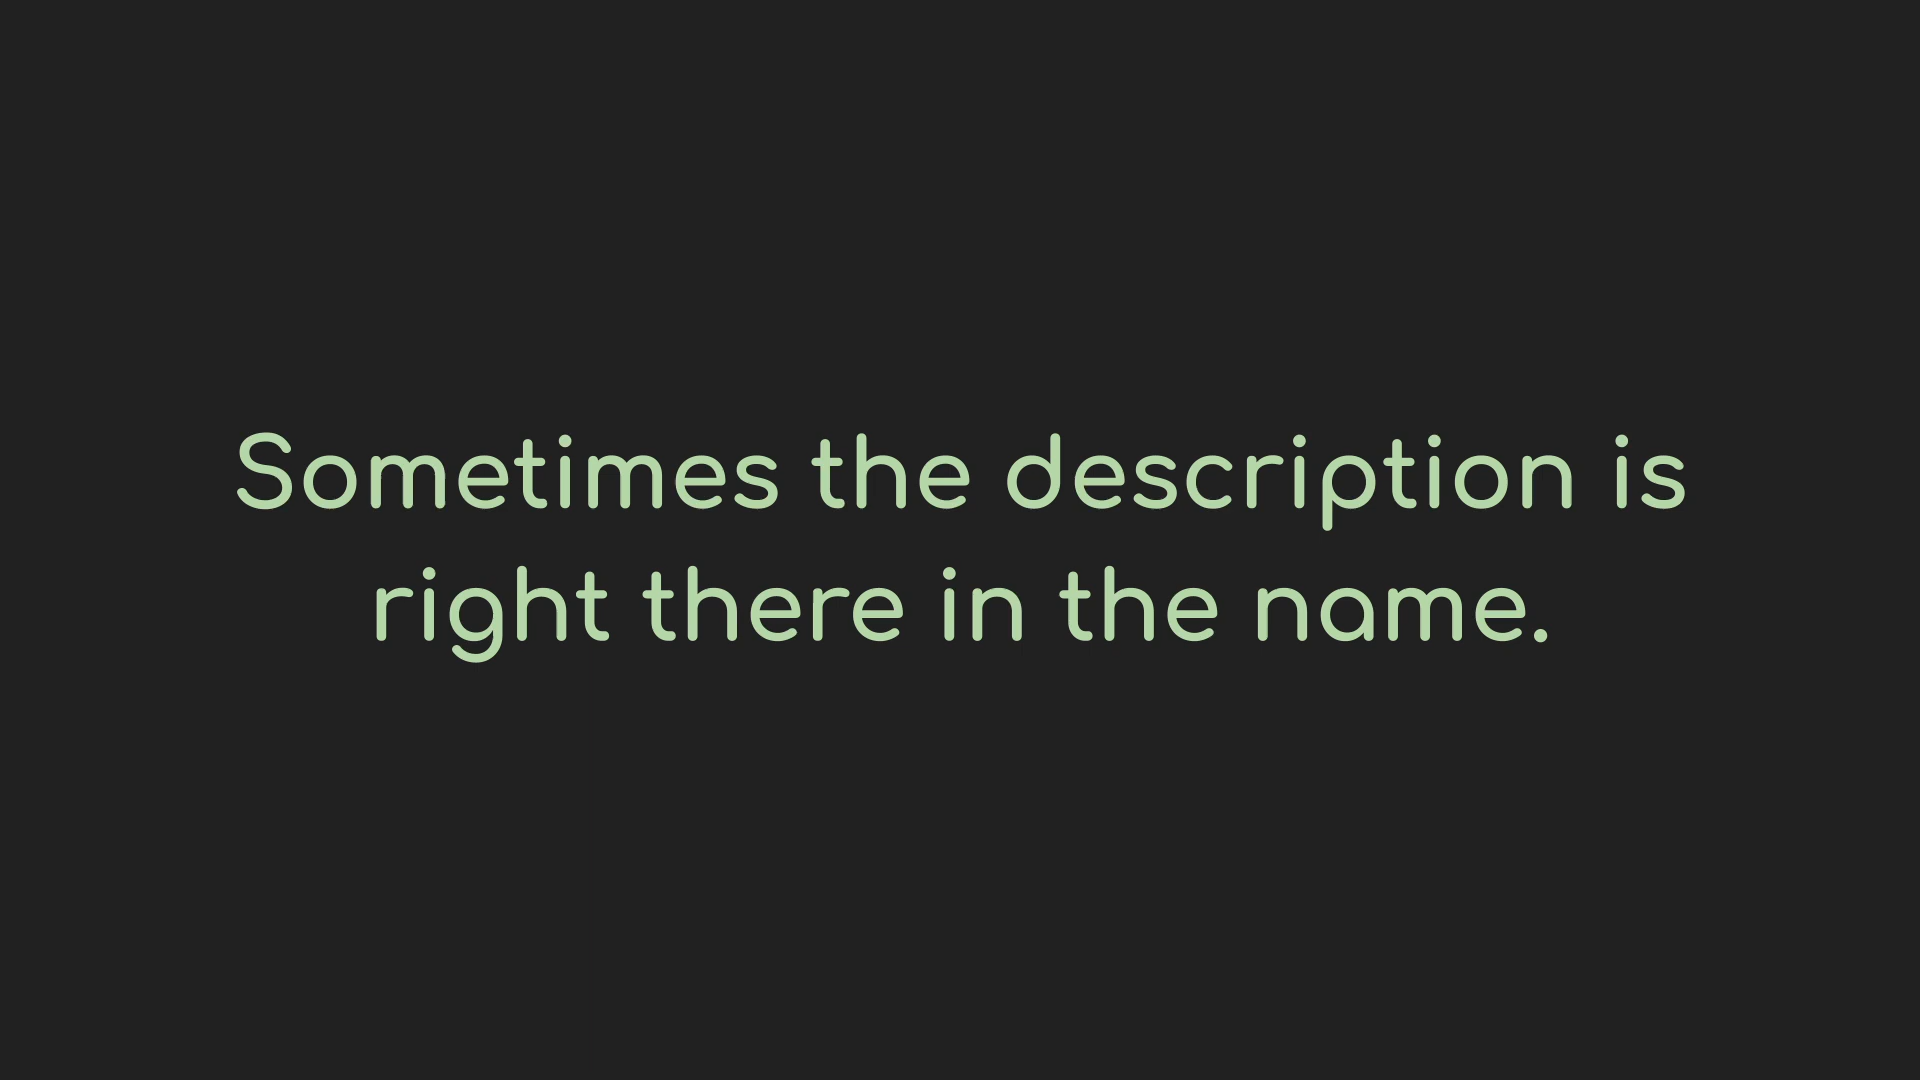 Sometimes the description is
right there in the name.